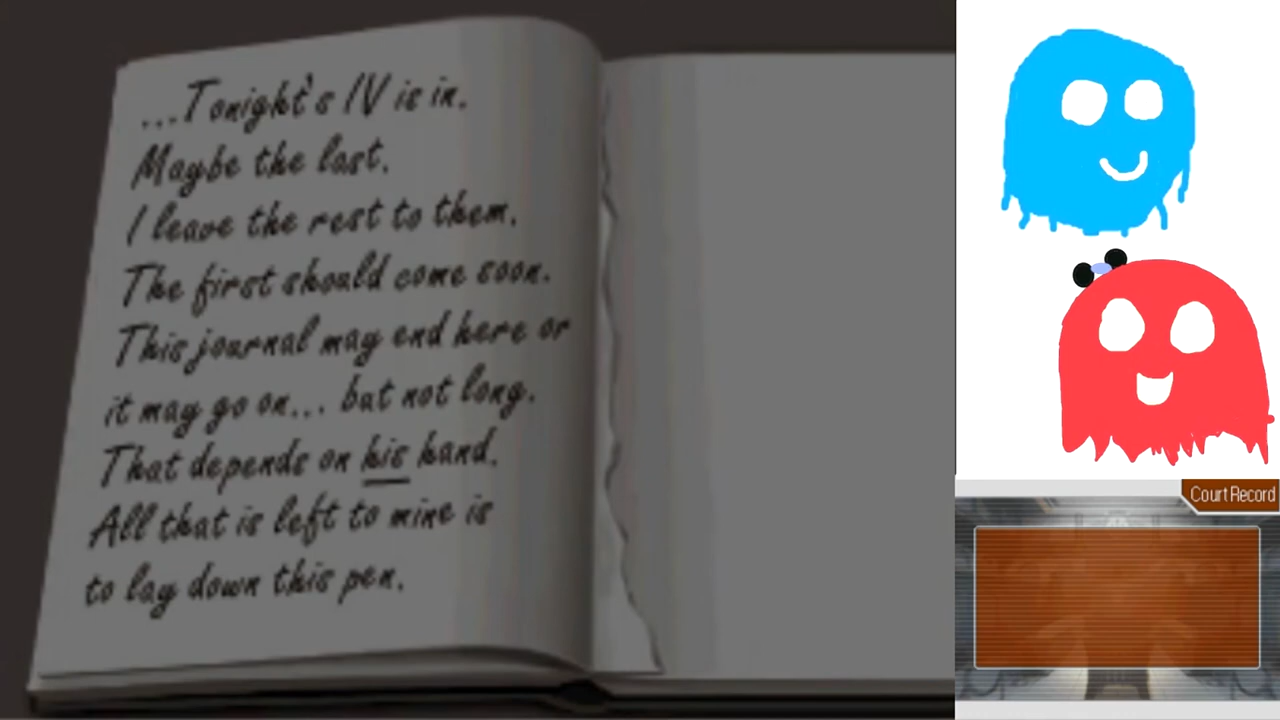 ...Tonight's IV is in.
Maybe the last.
I leave the rest to them.
The first should come soon.
This journal may end here or
it may go on... but not long.
That depends on his hand.
All that is left to mine is
to lay down this pen.
Court Record